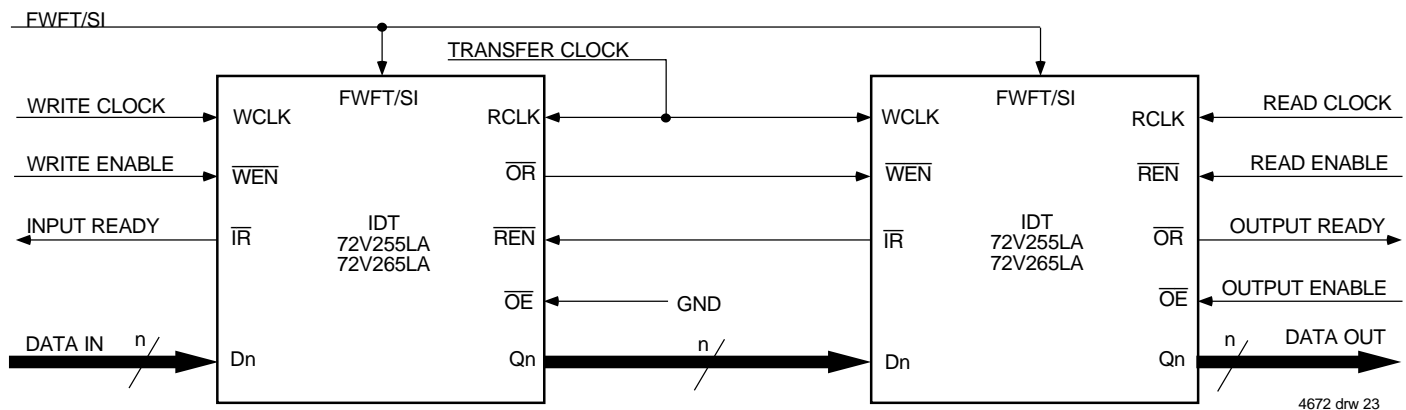 FWFT/SI
TRANSFER CLOCK
FWFT/SI
FWFT/SI
WRITE CLOCK
WCLK
RCLK
WCLK
RCLK
READ CLOCK
WRITE ENABLE
WEN
OR
WEN
REN
READ ENABLE
INPUT READY
IR
IDT
72V255LA
72V265LA
REN
IR
IDT
72V255LA
72V265LA
OR
OUTPUT READY
OE
GND
OE
OUTPUT ENABLE
DATA IN
n
Dn
Qn
n
Dn
Qn
n
DATA OUT
4672 drw 23